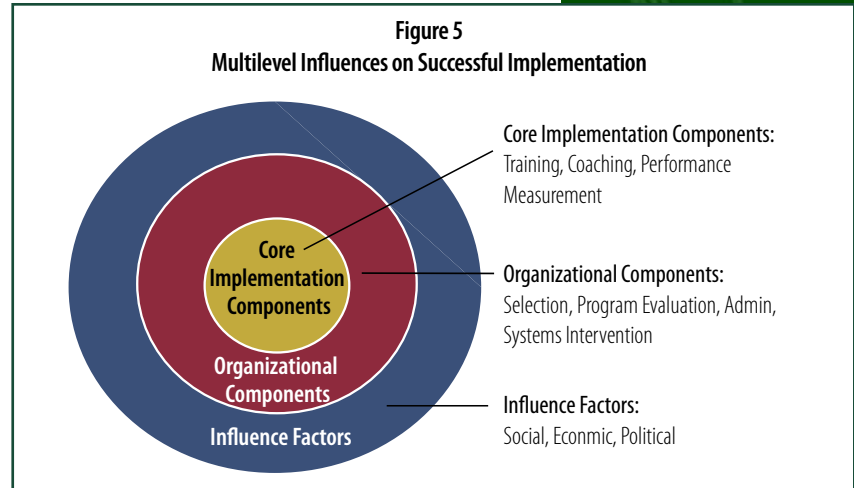 Figure 5
Multilevel Influences on Successful Implementation
Core
Implementation
Components
Organizational
Components
Influence Factors
Core Implementation Components:
Training, Coaching, Performance
Measurement
Organizational Components:
Selection, Program Evaluation, Admin,
Systems Intervention
Influence Factors:
Social, Econmic, Political